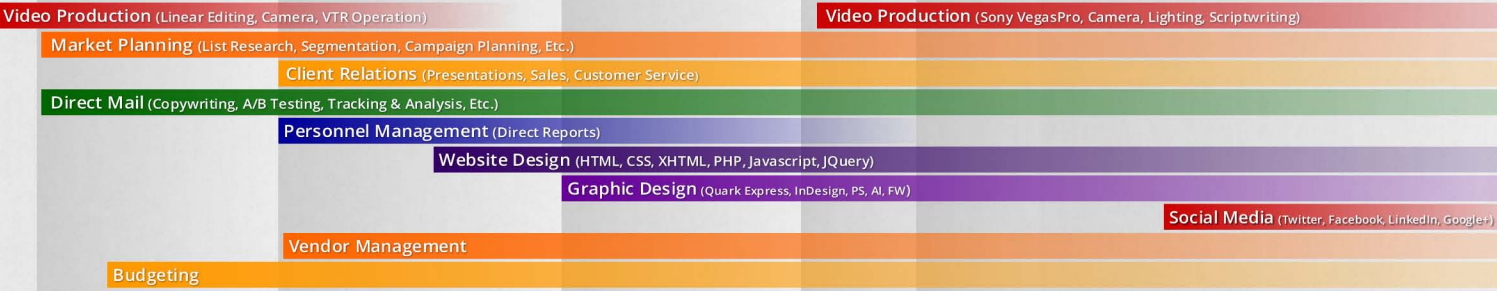 Video Production (Linear Editing, Camera, VTR Operation) Video Production (Sony VegasPro, Camera, Lighting, Scriptwriting)
Market Planning (List Research, Segmentation, Campaign Planning, Etc.)
Client Relations (Presentations, Sales, Customer Service)
Direct Mail (Copywriting, A/B Testing, Tracking & Analysis, Etc.)
Personnel Management (Direct Reports)
Website Design (HTML, CSS, XHTML, PHP, Javascript, JQuery)
Graphic Design (Quark Express, InDesign, PS, AI, FW)
Social Media (Twitter, Facebook, LinkedIn, Google+)
Vendor Management
Budgeting